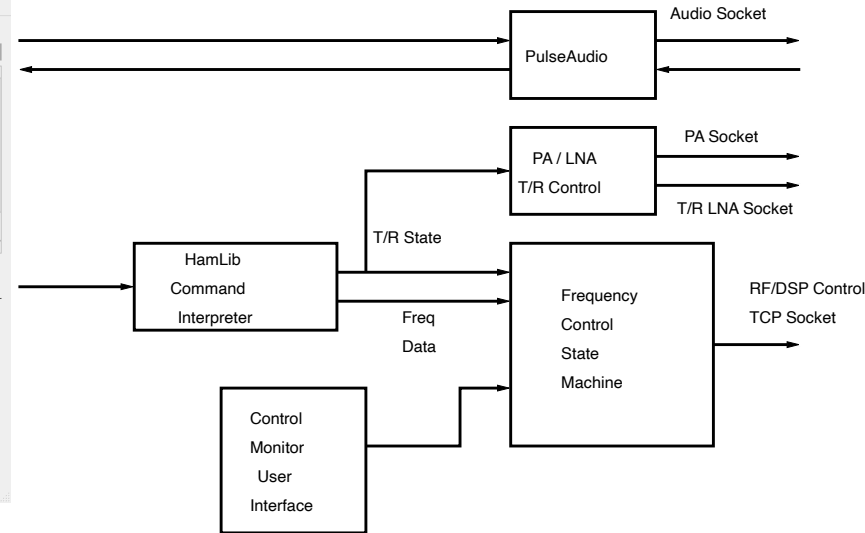 Audio Socket
PulseAudio
PA Socket
PA / LNA
T/R Control
T/R LNA Socket
T/R State
HamLib
Command
Interpreter
Freq
Data
Frequency
Control
State
Machine
RF/DSP Control
TCP Socket
Control
Monitor
User
Interface